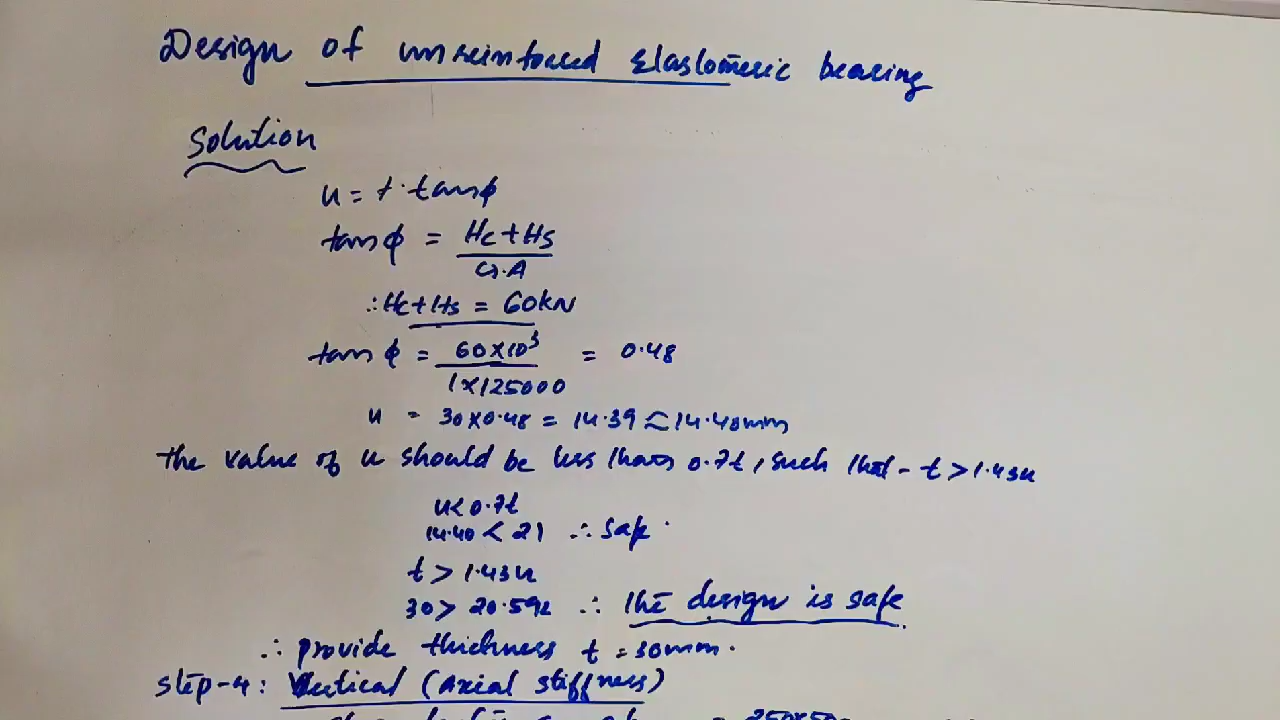 Design of unreinforced Elastomeric bearing
Solution
u = t·tanϕ
tanϕ = Hc+Hs / G.A
∴Hc+Hs = 60kN
tan ϕ = 60×10³ / 1×125000 = 0.48
u = 30×0.48 = 14.39 ≃ 14.40mm
the value of u should be less than 0.7t, such that - t > 1.43u
u<0.7t
14.40 < 21 ∴ safe
t > 1.43u
30 > 20.592 ∴ the design is safe
∴ provide thickness t = 30mm.
step-4: Vertical (axial stiffness)